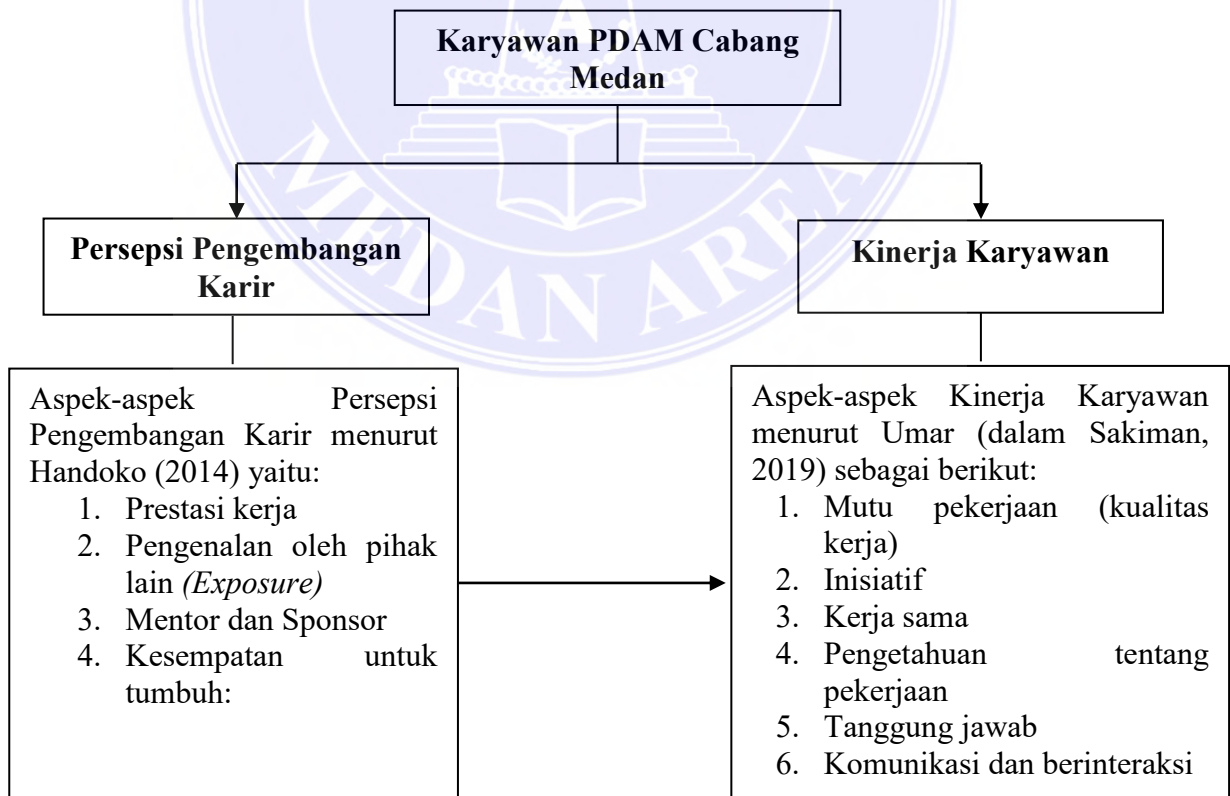 Karyawan PDAM Cabang
Medan
Persepsi Pengembangan
Karir
Kinerja Karyawan
Aspek-aspek Persepsi
Pengembangan Karir menurut
Handoko (2014) yaitu:
1. Prestasi kerja
2. Pengenalan oleh pihak
lain (Exposure)
3. Mentor dan Sponsor
4. Kesempatan untuk
tumbuh:
Aspek-aspek Kinerja Karyawan
menurut Umar (dalam Sakiman,
2019) sebagai berikut:
1. Mutu pekerjaan (kualitas
kerja)
2. Inisiatif
3. Kerja sama
4. Pengetahuan tentang
pekerjaan
5. Tanggung jawab
6. Komunikasi dan berinteraksi
MEDAN AREA